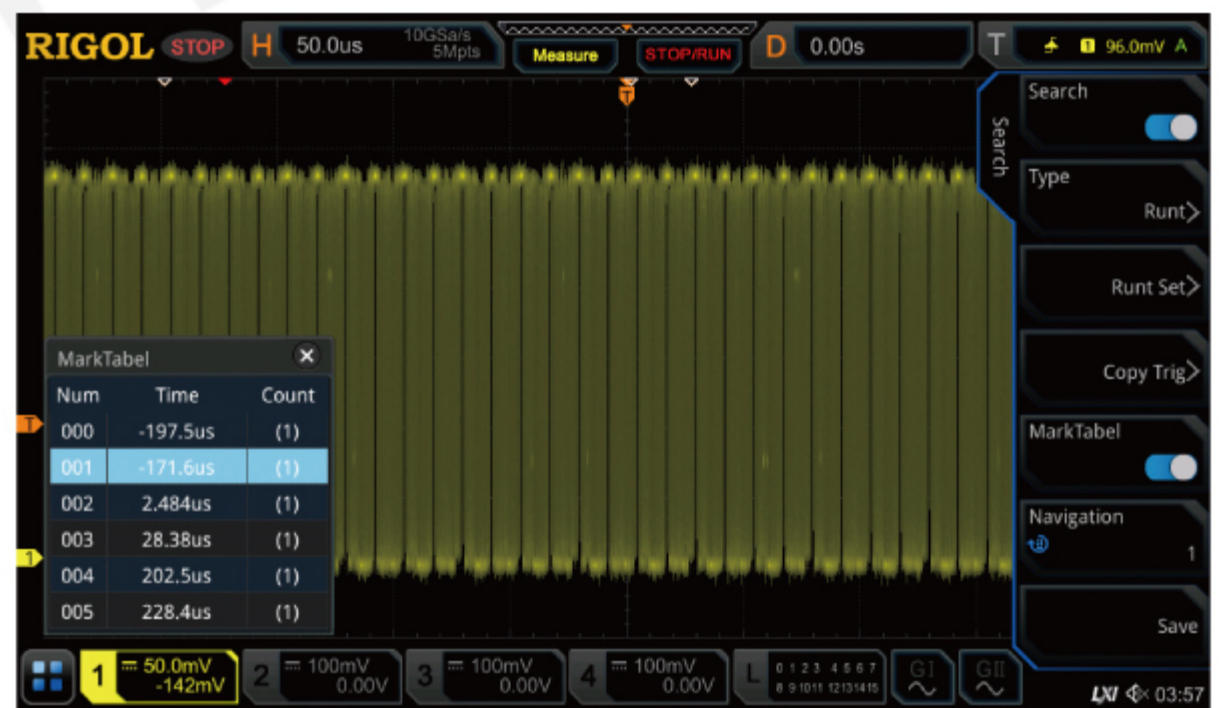 RIGOL STOP H 50.0us 10GSa/s 5Mpts Measure STOP/RUN D 0.00s T 1 96.0mV A
T
Search
Search
Type
Runt>
Runt Set>
Copy Trig>
MarkTabel
Navigation
1
Save
MarkTabel
Num Time Count
000 -197.5us (1)
001 -171.6us (1)
002 2.484us (1)
003 28.38us (1)
004 202.5us (1)
005 228.4us (1)
T
1
1 50.0mV -142mV 2 100mV 0.00V 3 100mV 0.00V 4 100mV 0.00V L 0 1 2 3 4 5 6 7 8 9 10 11 12 13 14 15 GI GII
LXI 03:57